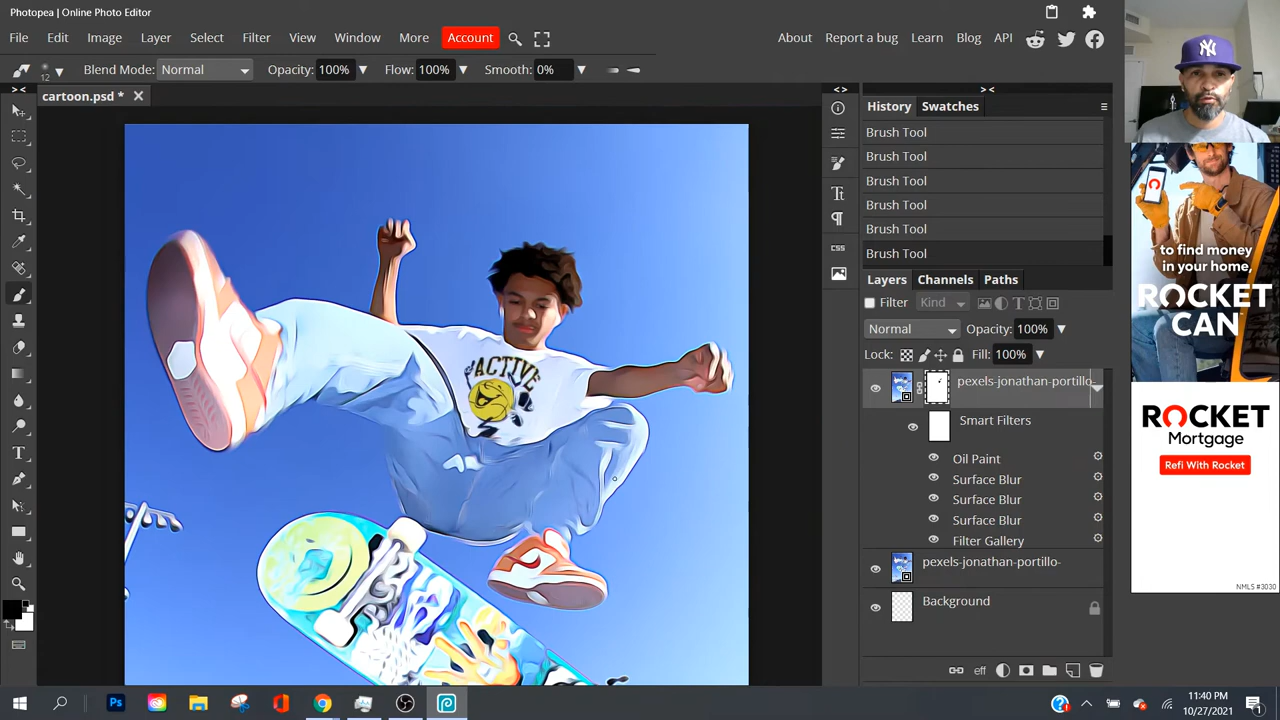 Photopea | Online Photo Editor
File Edit Image Layer Select Filter View Window More Account
About Report a bug Learn Blog API
12 Blend Mode: Normal Opacity: 100% Flow: 100% Smooth: 0%
cartoon.psd *
History Swatches
Brush Tool
Brush Tool
Brush Tool
Brush Tool
Brush Tool
Brush Tool
Layers Channels Paths
Filter Kind
Normal Opacity: 100%
Lock: Fill: 100%
pexels-jonathan-portillo-
Smart Filters
Oil Paint
Surface Blur
Surface Blur
Surface Blur
Filter Gallery
pexels-jonathan-portillo-
Background
eff
CSS
ACTIVE
to find money
in your home,
ROCKET
CAN
ROCKET
Mortgage
Refi With Rocket
NMLS #3030
Ps
11:40 PM
10/27/2021